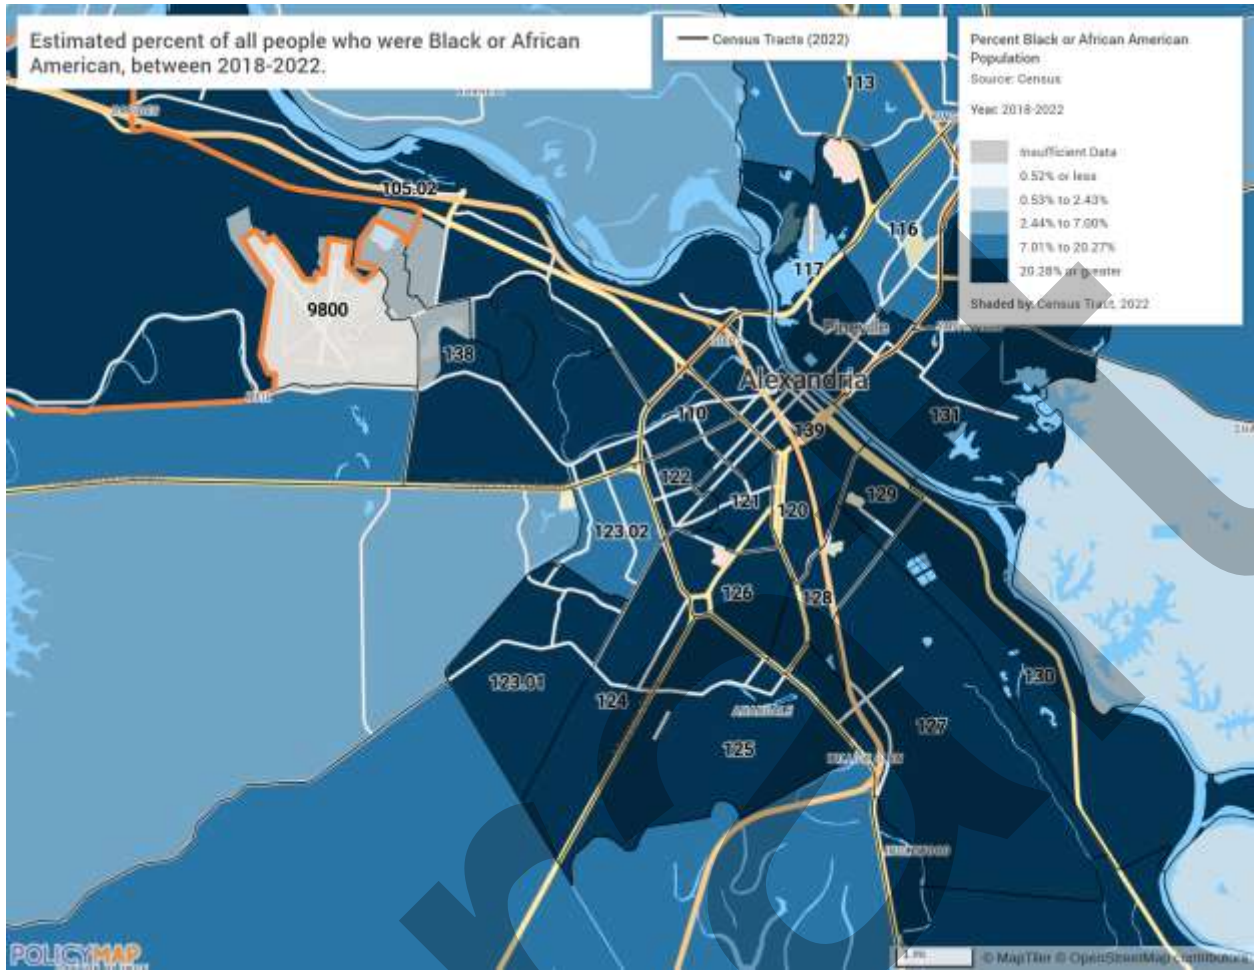 Estimated percent of all people who were Black or African
American, between 2018-2022.
Census Tracts (2022)
Percent Black or African American
Population
Source: Census
Year: 2018-2022
Insufficient Data
0.52% or less
0.53% to 2.43%
2.44% to 7.00%
7.01% to 20.27%
20.28% or greater
Shaded by: Census Tract, 2022
113
105.02
116
117
9800
Pineville
138
Alexandria
110
131
139
122
121
120
129
123.02
126
128
123.01
124
130
127
125
POLICYMAP
1 mi
© MapTiler © OpenStreetMap contributors